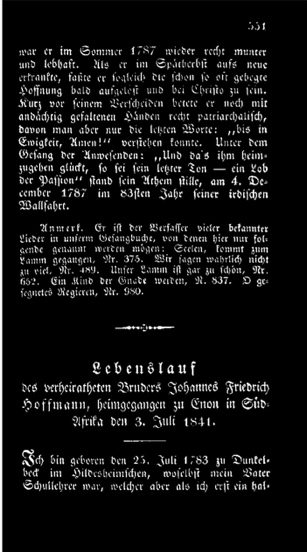 551
war er im Sommer 1787 wieder recht munter
und lebhaft. Als er im Spätherbst aufs neue
erkrankte, faßte er sogleich die schon so oft gehegte
Hoffnung bald aufgelöst und bei Christo zu sein.
Kurz vor seinem Verscheiden betete er noch mit
andächtig gefaltenen Händen recht patriarchalisch,
davon man aber nur die letzten Worte: „bis in
Ewigkeit, Amen!“ verstehen konnte. Unter dem
Gesang der Anwesenden: „Und da's ihm heim-
zugehen glückt, so sei sein letzter Ton — ein Lob
der Passion“ stand sein Athem stille, am 4. De-
cember 1787 im 83sten Jahr seiner irdischen
Wallfahrt.
Anmerk. Er ist der Verfasser vieler bekannter
Lieder in unserm Gesangbuche, von denen hier nur fol-
gende genannt werden mögen: Seelen, kommt zum
Lamm gegangen, Nr. 375. Wir sagen wahrlich nicht
zu viel, Nr. 489. Unser Lamm ist gar zu schön, Nr.
652. Ein Kind der Gnade werden, N. 837. O ge-
segnetes Regieren, Nr. 980.
Lebenslauf
des verheiratheten Bruders Johannes Friedrich
Hoffmann, heimgegangen zu Enon in Süd-
Afrika den 3. Juli 1841.
Ich bin geboren den 25. Juli 1783 zu Dunkel-
beck im Hildesheimschen, woselbst mein Vater
Schullehrer war, welcher aber als ich erst ein hal-